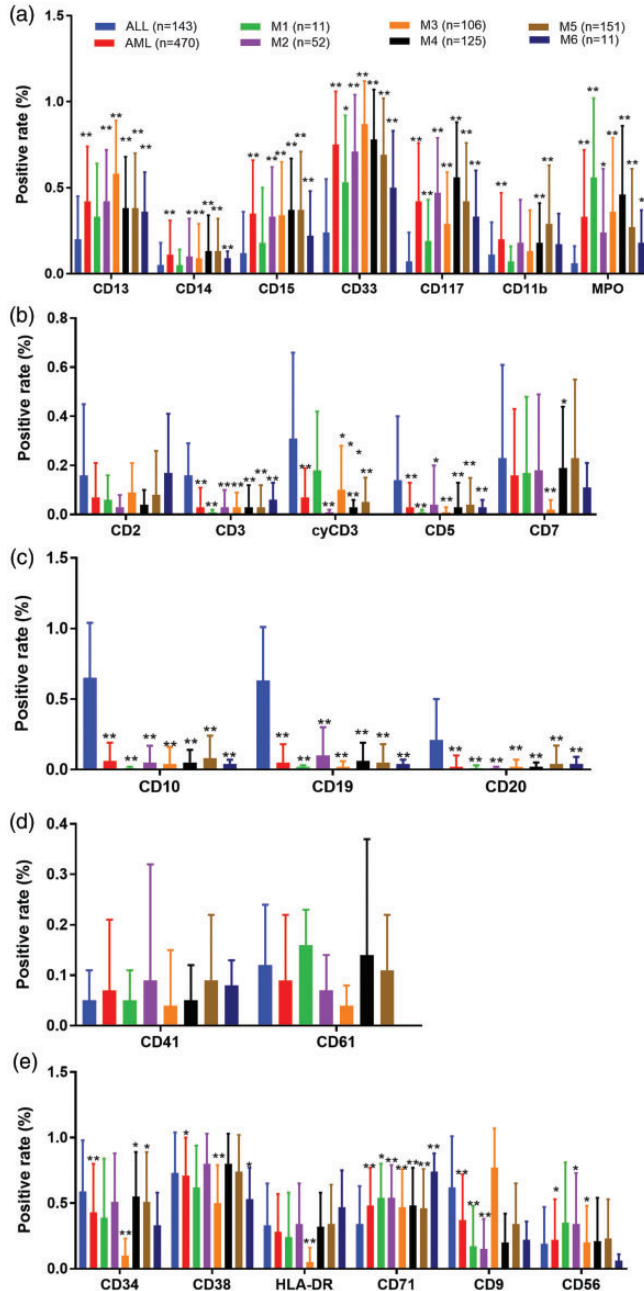 (a)
ALL (n=143) M1 (n=11) M3 (n=106) M5 (n=151)
AML (n=470) M2 (n=52) M4 (n=125) M6 (n=11)
Positive rate (%)
1.5
1.0
0.5
0.0
** ** ** ** ** ** ** ** ** ** ** ** ** ** ** ** ** ** ** * ** ** ** ** ** ** ** ** ** ** ** ** ** ** ** ** ** ** * ** ** ** *
CD13 CD14 CD15 CD33 CD117 CD11b MPO
(b)
Positive rate (%)
0.8
0.6
0.4
0.2
0.0
** ** ** ** ** ** ** ** ** * * * * ** ** ** ** * ** ** ** ** ** *
CD2 CD3 cyCD3 CD5 CD7
(c)
Positive rate (%)
1.5
1.0
0.5
0.0
** ** ** ** ** ** ** ** ** ** ** ** ** ** ** ** ** ** ** ** **
CD10 CD19 CD20
(d)
Positive rate (%)
0.4
0.3
0.2
0.1
0.0
CD41 CD61
(e)
Positive rate (%)
1.5
1.0
0.5
0.0
** ** * * * ** * ** ** * ** ** ** ** ** ** ** ** * * *
CD34 CD38 HLA-DR CD71 CD9 CD56